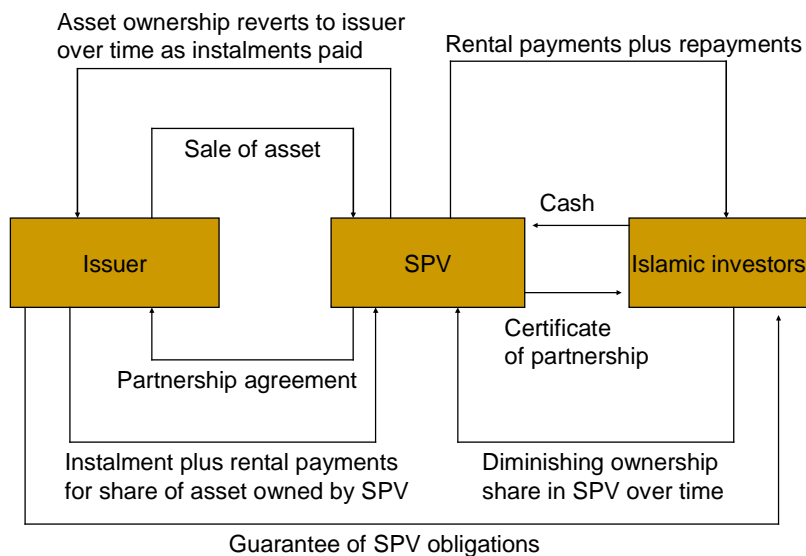 Asset ownership reverts to issuer
over time as instalments paid
Rental payments plus repayments
Sale of asset
Cash
Issuer
SPV
Islamic investors
Certificate
of partnership
Partnership agreement
Instalment plus rental payments
for share of asset owned by SPV
Diminishing ownership
share in SPV over time
Guarantee of SPV obligations